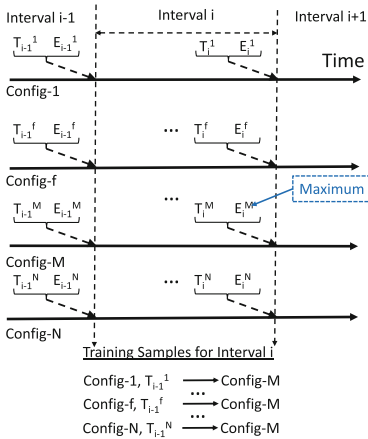 Interval i-1 Interval i Interval i+1
T_{i-1}^1 E_{i-1}^1 T_i^1 E_i^1 Time
Config-1
T_{i-1}^f E_{i-1}^f ... T_i^f E_i^f
Config-f
... Maximum
T_{i-1}^M E_{i-1}^M T_i^M E_i^M
Config-M
T_{i-1}^N E_{i-1}^N ... T_i^N E_i^N
Config-N
Training Samples for Interval i
Config-1, T_{i-1}^1 → Config-M
...
Config-f, T_{i-1}^f → Config-M
...
Config-N, T_{i-1}^N → Config-M